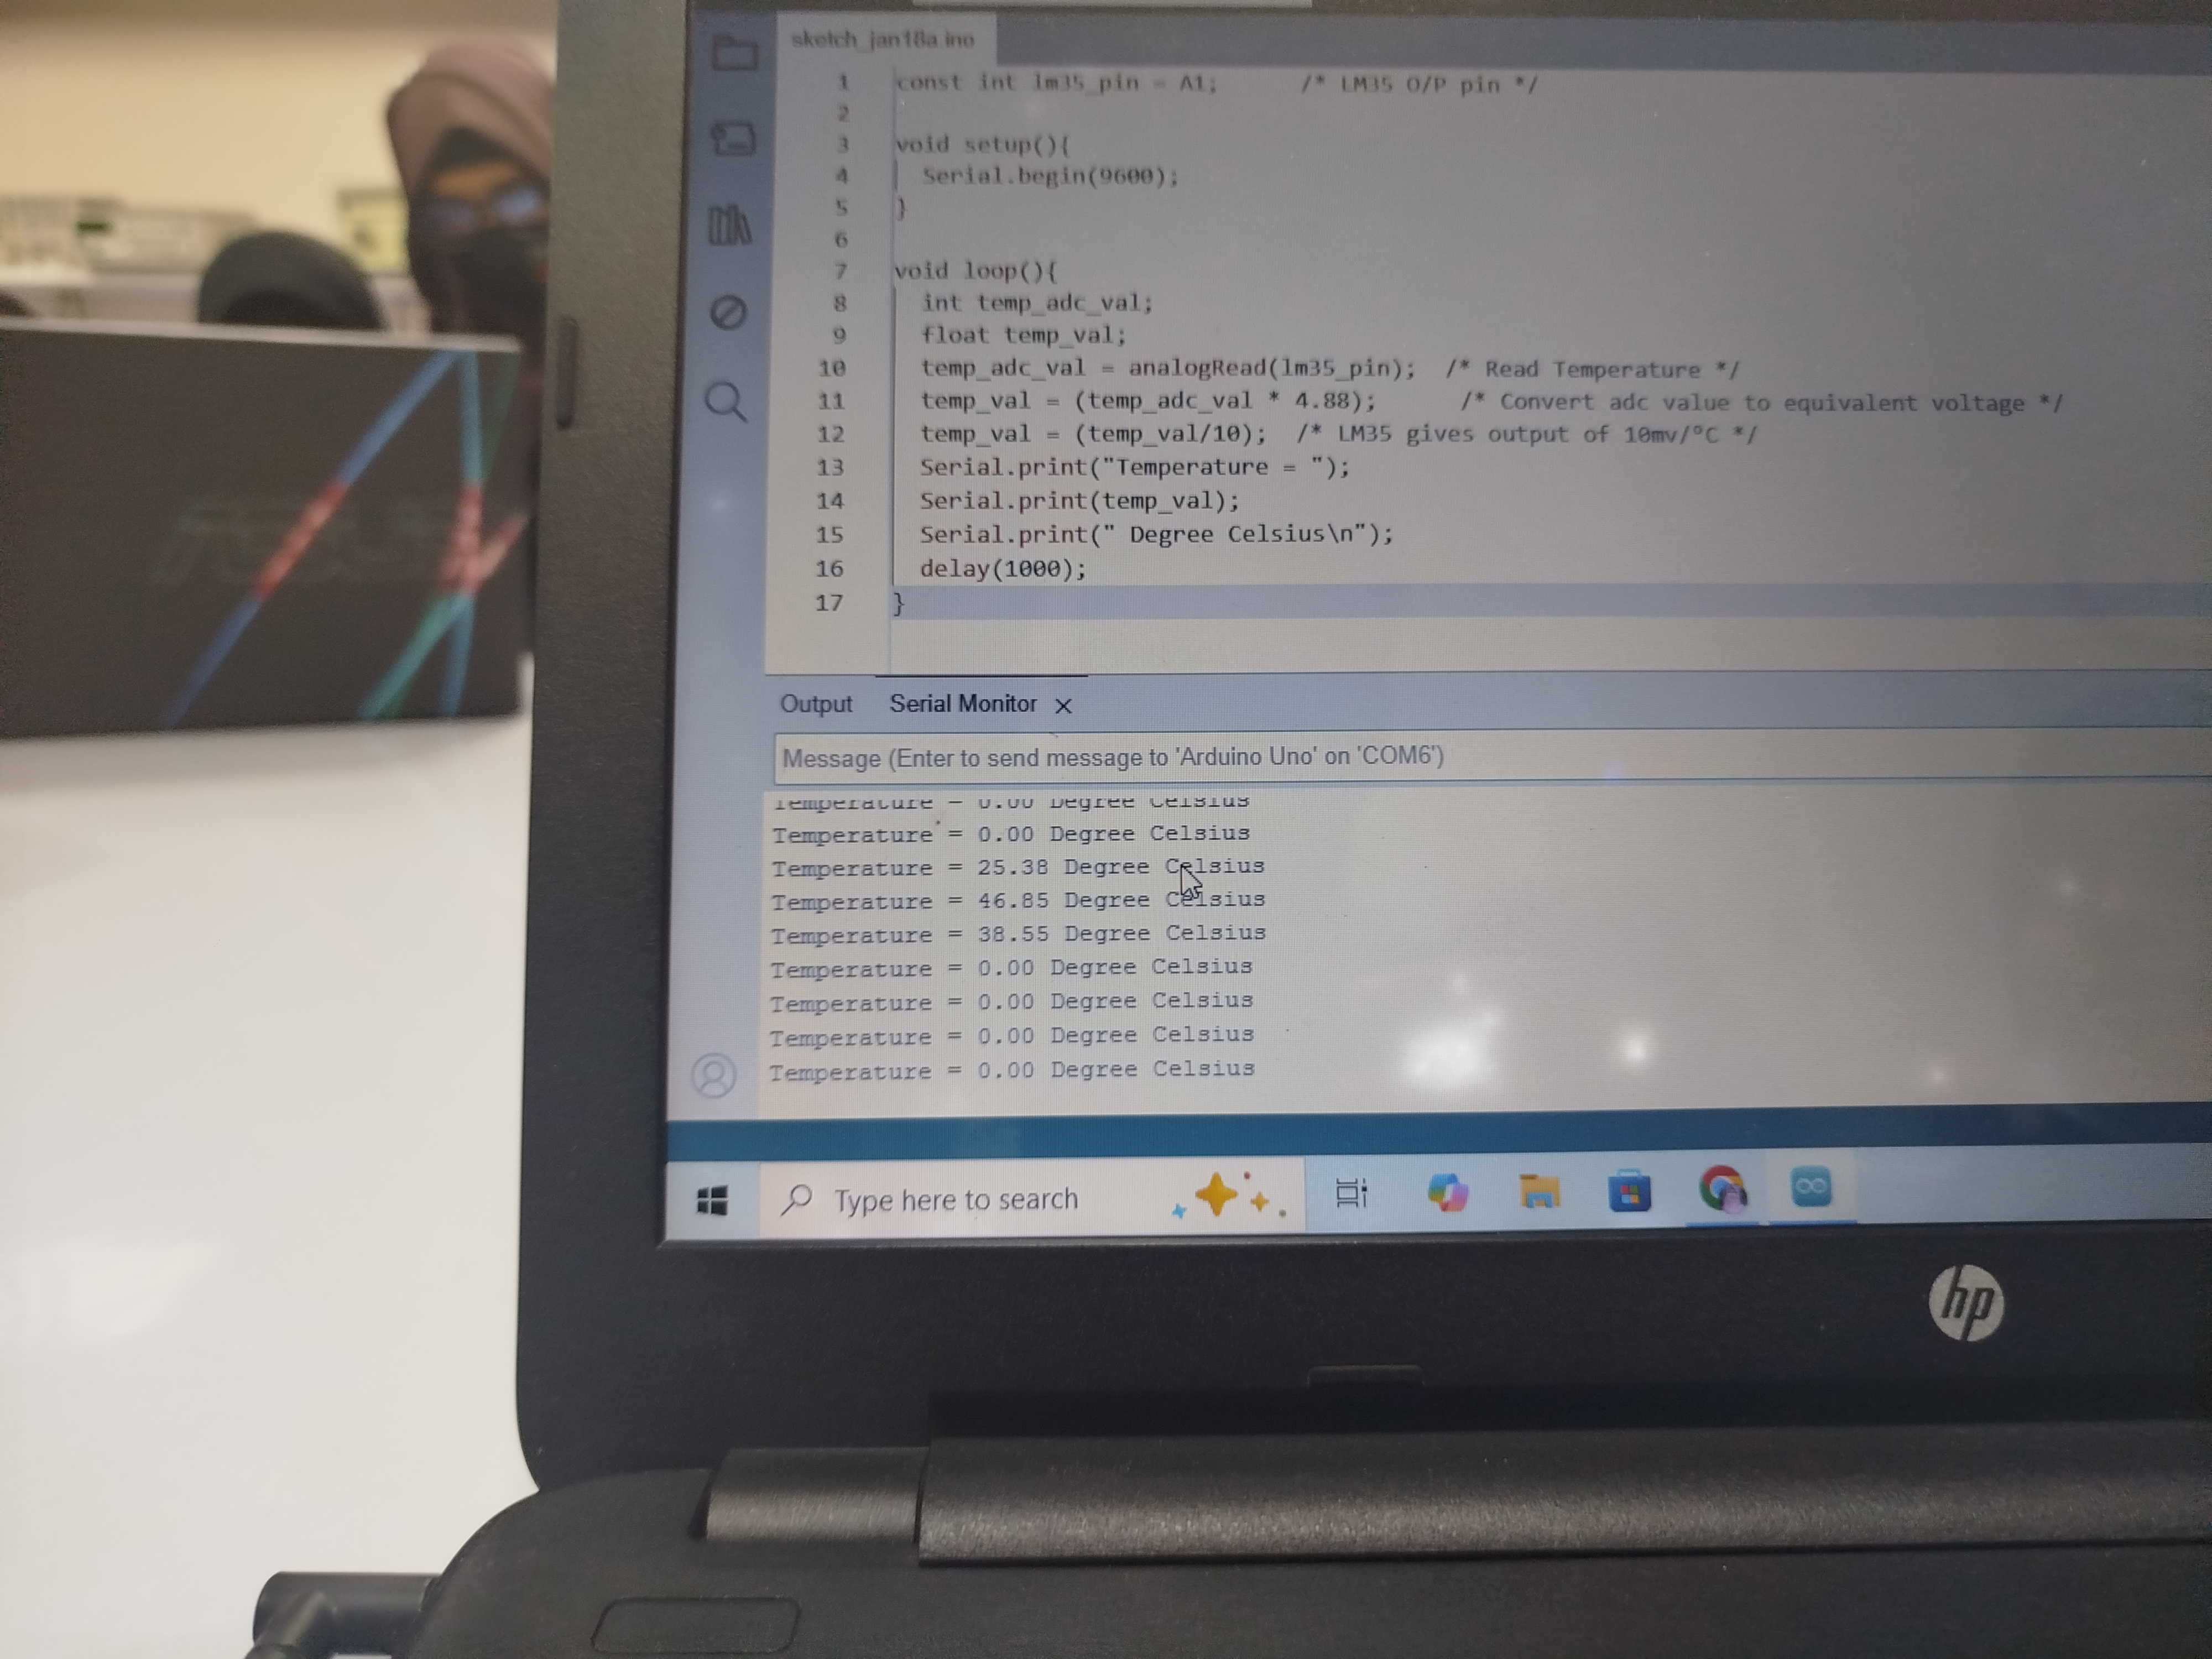 sketch_jan18a.ino
1 const int lm35_pin = A1; /* LM35 O/P pin */
2
3 void setup(){
4 Serial.begin(9600);
5 }
6
7 void loop(){
8 int temp_adc_val;
9 float temp_val;
10 temp_adc_val = analogRead(lm35_pin); /* Read Temperature */
11 temp_val = (temp_adc_val * 4.88); /* Convert adc value to equivalent voltage */
12 temp_val = (temp_val/10); /* LM35 gives output of 10mv/°C */
13 Serial.print("Temperature = ");
14 Serial.print(temp_val);
15 Serial.print(" Degree Celsius\n");
16 delay(1000);
17 }
Output Serial Monitor
Message (Enter to send message to 'Arduino Uno' on 'COM6')
Temperature = 0.00 Degree Celsius
Temperature = 0.00 Degree Celsius
Temperature = 25.38 Degree Celsius
Temperature = 46.85 Degree Celsius
Temperature = 38.55 Degree Celsius
Temperature = 0.00 Degree Celsius
Temperature = 0.00 Degree Celsius
Temperature = 0.00 Degree Celsius
Temperature = 0.00 Degree Celsius
Type here to search
hp